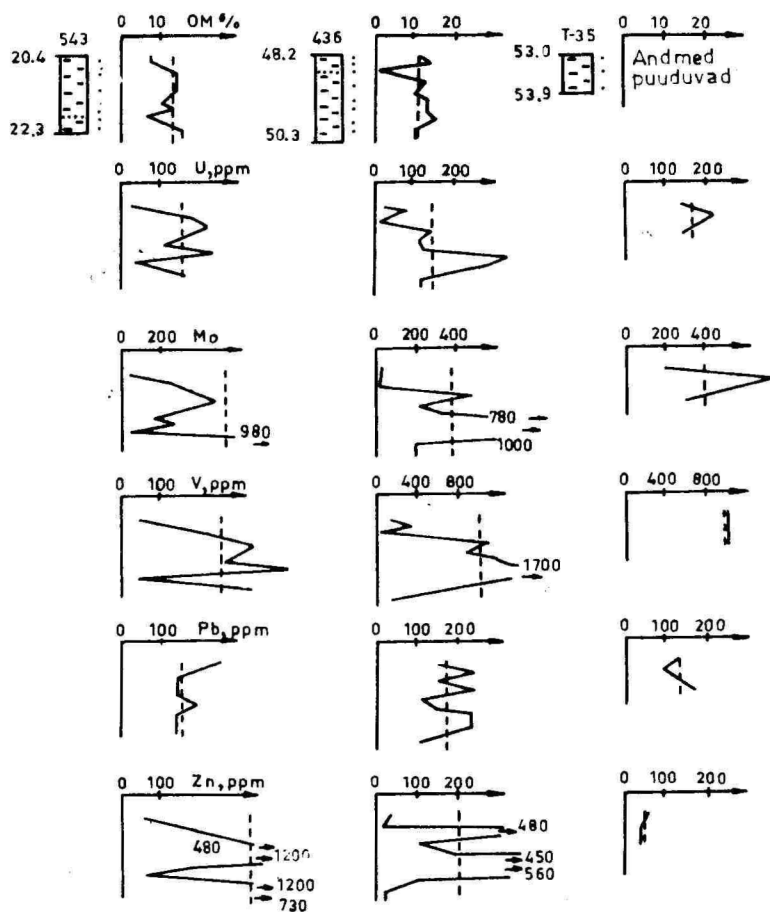 543
0 10 OM %
20.4
22,3
436
0 10 20
48.2
50.3
T-35
0 10 20
53.0
53,9
Andmed
puuduvad
0 100 U,ppm
0 100 200
0 100 200
0 200 Mo
0 200 400
0 200 400
980
780
1000
0 100 V,ppm
0 400 800
0 400 800
1700
0 100 Pb,ppm
0 100 200
0 100 200
0 100 Zn,ppm
0 100 200
0 100 200
480
1200
1200
730
480
450
560